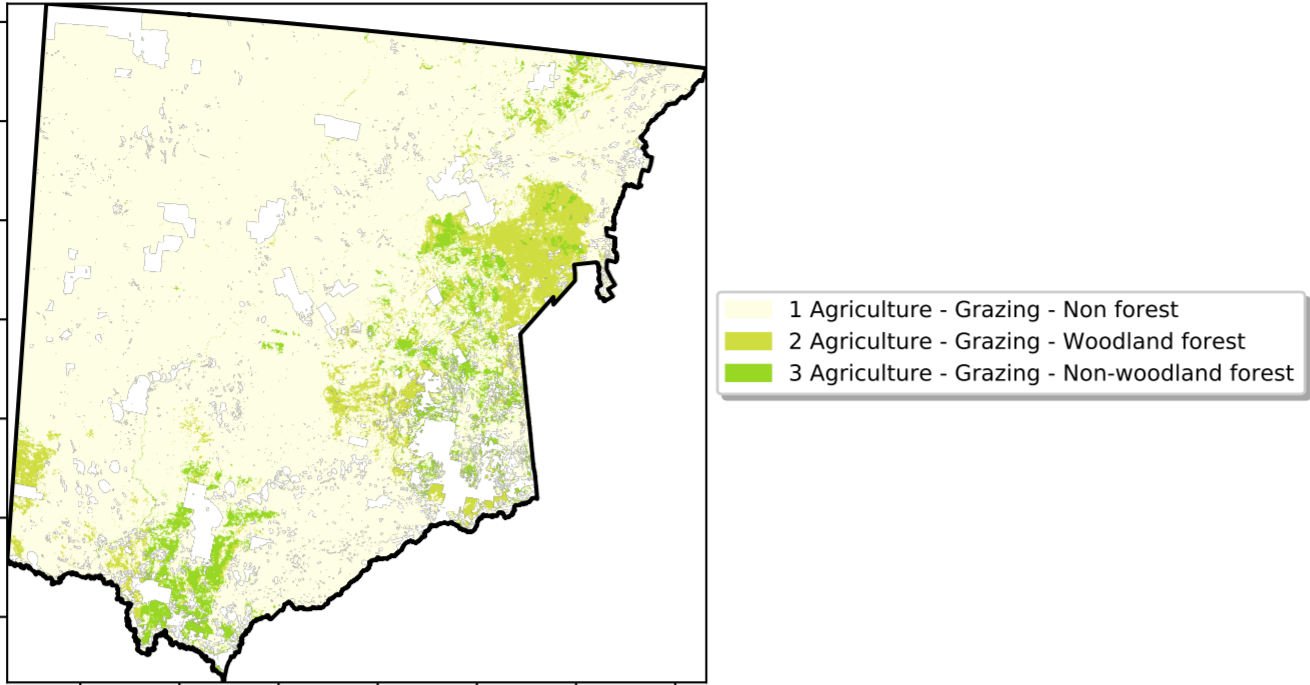 1 Agriculture - Grazing - Non forest
2 Agriculture - Grazing - Woodland forest
3 Agriculture - Grazing - Non-woodland forest